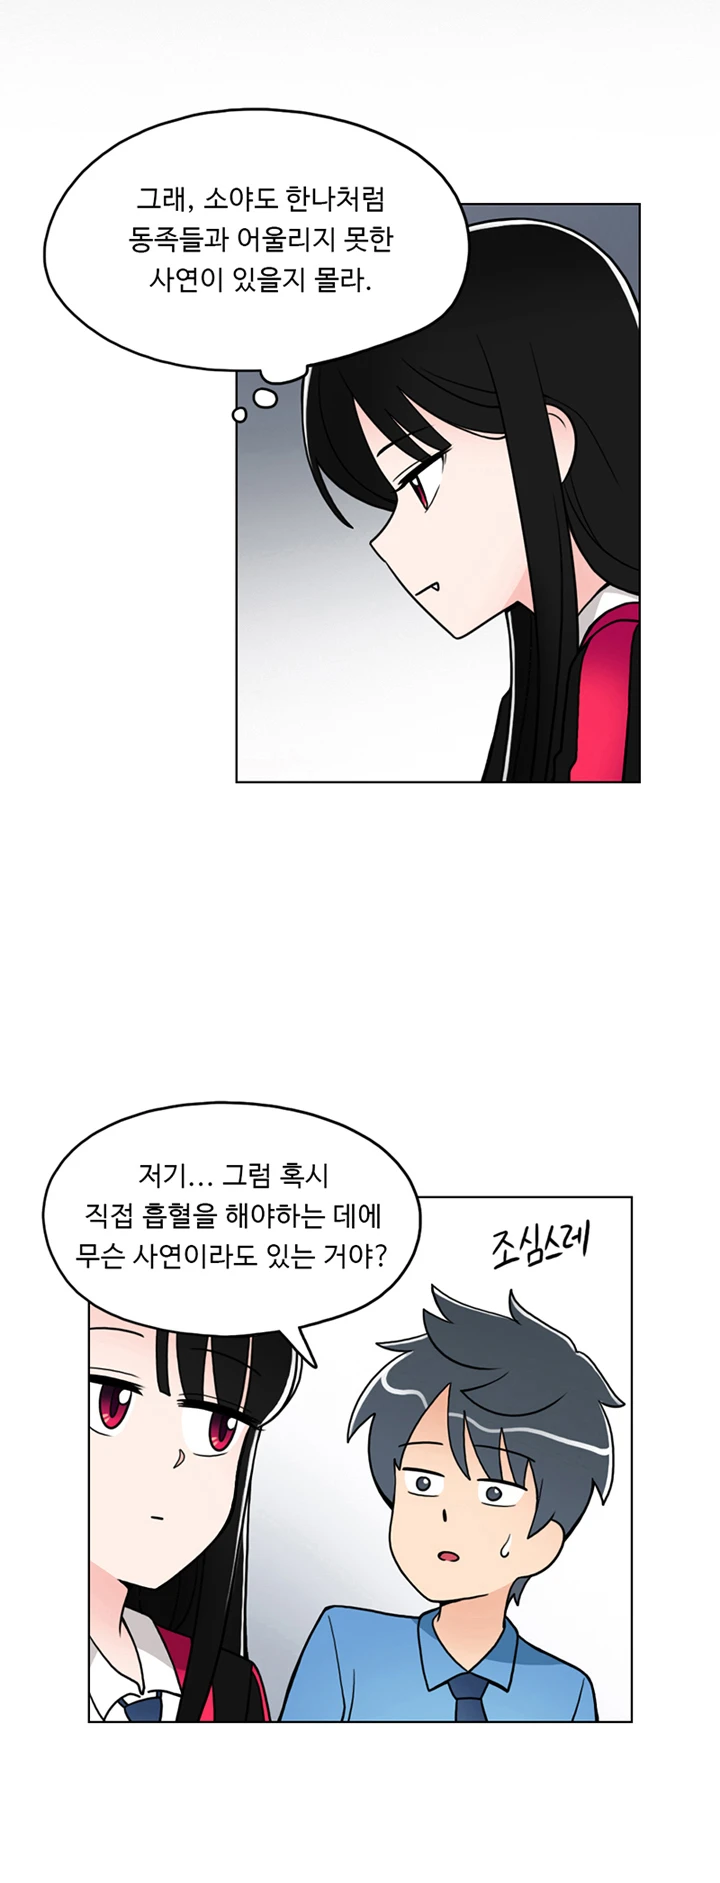 그래, 소야도 한나처럼
동족들과 어울리지 못한
사연이 있을지 몰라.
저기... 그럼 혹시
직접 흡혈을 해야하는 데에
무슨 사연이라도 있는 거야?
조심스레